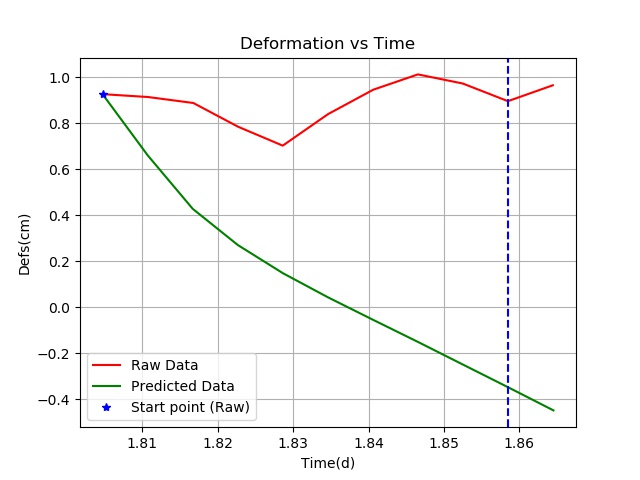 Deformation vs Time
Defs(cm)
1.0
0.8
0.6
0.4
0.2
0.0
−0.2
−0.4
Raw Data
Predicted Data
Start point (Raw)
1.81 1.82 1.83 1.84 1.85 1.86
Time(d)